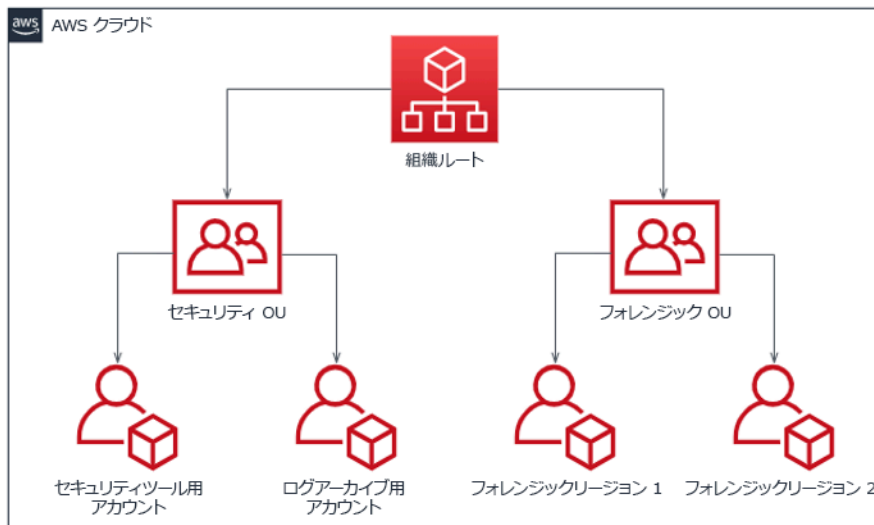 aws
AWS クラウド
組織ルート
セキュリティ OU
フォレンジック OU
セキュリティツール用
アカウント
ログアーカイブ用
アカウント
フォレンジックリージョン 1
フォレンジックリージョン 2